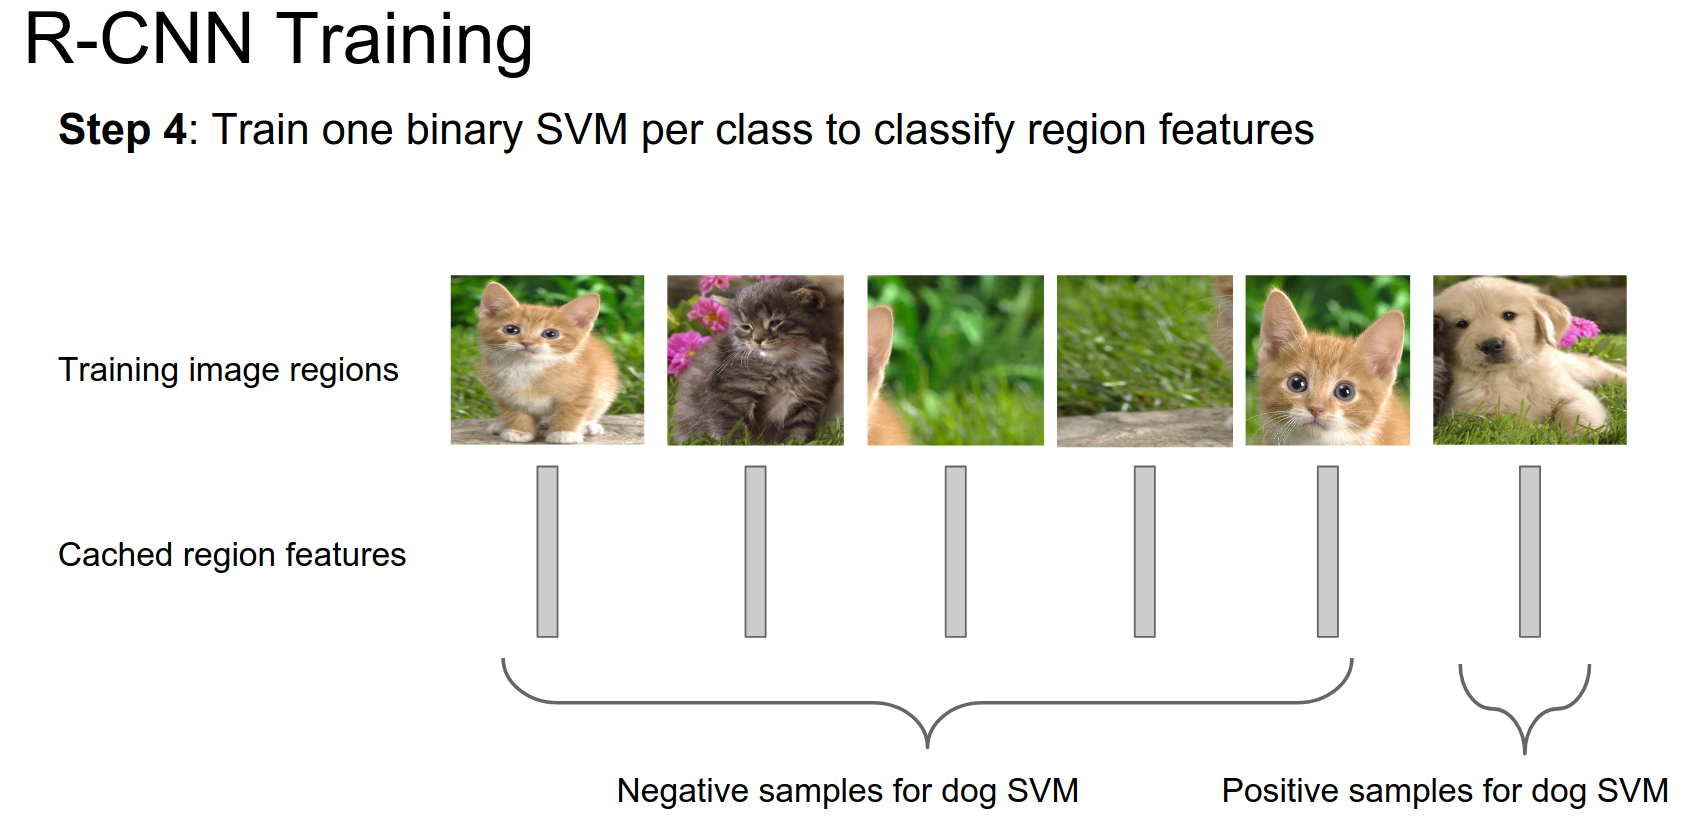 R-CNN Training
Step 4: Train one binary SVM per class to classify region features
Training image regions
Cached region features
Negative samples for dog SVM
Positive samples for dog SVM